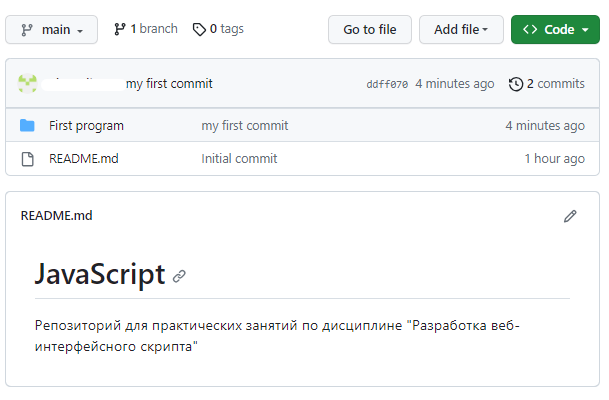 main 1 branch 0 tags Go to file Add file Code
my first commit ddff070 4 minutes ago 2 commits
First program my first commit 4 minutes ago
README.md Initial commit 1 hour ago
README.md
JavaScript
Репозиторий для практических занятий по дисциплине "Разработка веб-
интерфейсного скрипта"